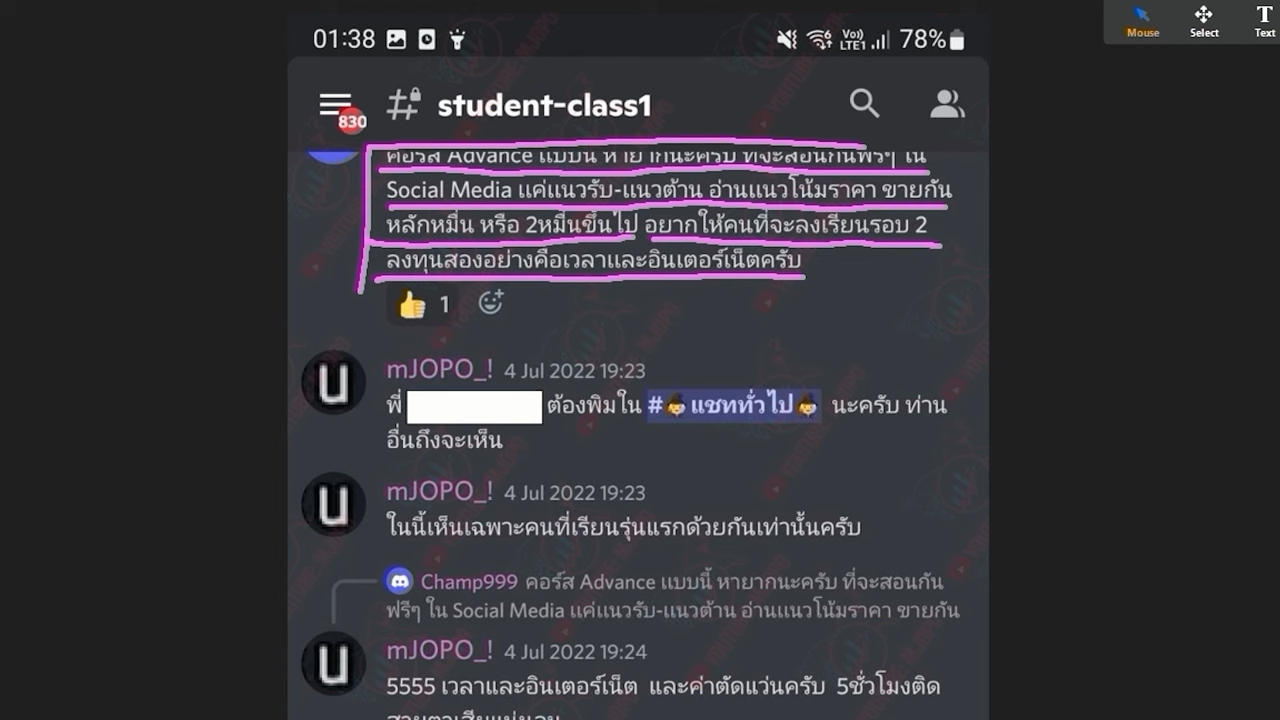 Mouse
Select
Text
01:38
Vo))
LTE1
78%
830
student-class1
คอร์ส Advance แบบนี้ หายากนะครับ ที่จะสอนกันฟรีๆ ใน
Social Media แค่แนวรับ-แนวต้าน อ่านแนวโน้มราคา ขายกัน
หลักหมื่น หรือ 2หมื่นขึ้นไป อยากให้คนที่จะลงเรียนรอบ 2
ลงทุนสองอย่างคือเวลาและอินเตอร์เน็ตครับ
1
mJOPO_! 4 Jul 2022 19:23
พี่ ต้องพิมใน #แชททั่วไป นะครับ ท่าน
อื่นถึงจะเห็น
mJOPO_! 4 Jul 2022 19:23
ในนี้เห็นเฉพาะคนที่เรียนรุ่นแรกด้วยกันเท่านั้นครับ
Champ999 คอร์ส Advance แบบนี้ หายากนะครับ ที่จะสอนกัน
ฟรีๆ ใน Social Media แค่แนวรับ-แนวต้าน อ่านแนวโน้มราคา ขายกัน
mJOPO_! 4 Jul 2022 19:24
5555 เวลาและอินเตอร์เน็ต และค่าตัดแว่นครับ 5ชั่วโมงติด